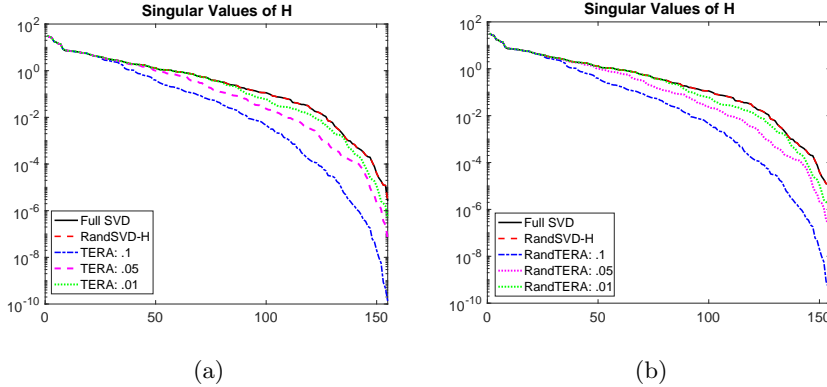 Singular Values of H
10^2
10^0
10^-2
10^-4
10^-6
10^-8
10^-10
0 50 100 150
Full SVD
RandSVD-H
TERA: .1
TERA: .05
TERA: .01
(a)
Singular Values of H
10^2
10^0
10^-2
10^-4
10^-6
10^-8
10^-10
0 50 100 150
Full SVD
RandSVD-H
RandTERA: .1
RandTERA: .05
RandTERA: .01
(b)